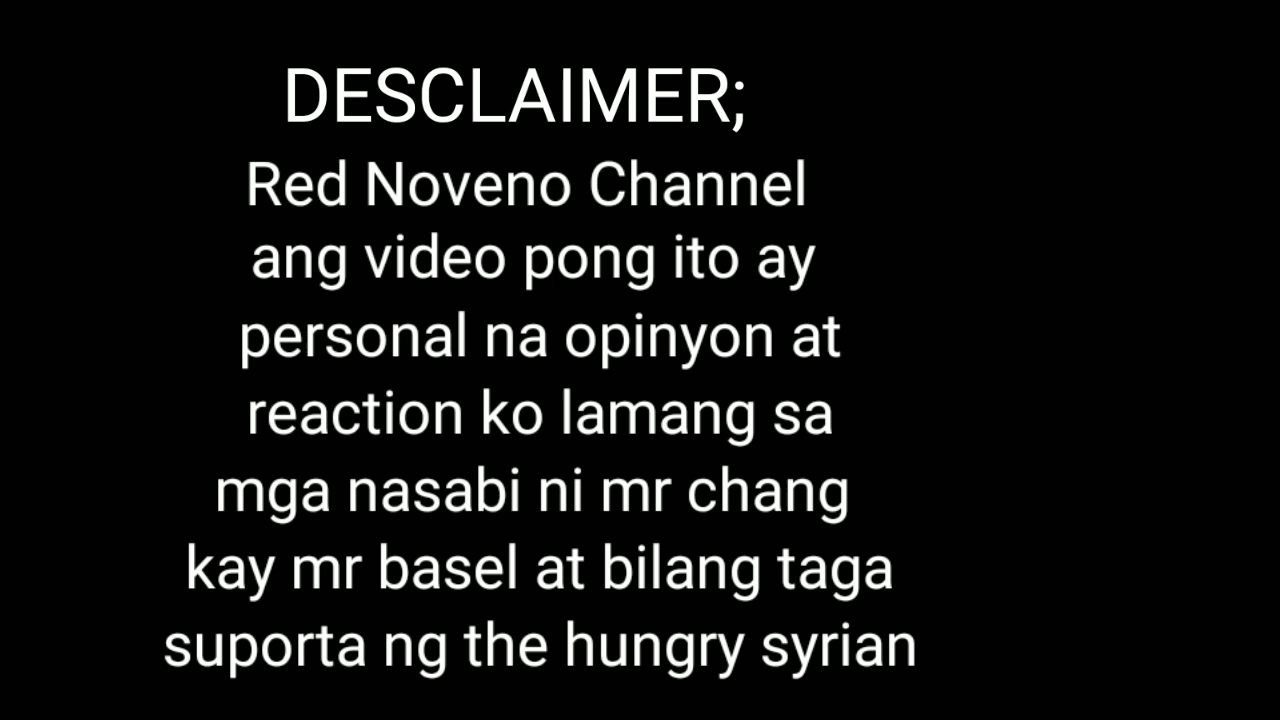 DESCLAIMER;
Red Noveno Channel
ang video pong ito ay
personal na opinyon at
reaction ko lamang sa
mga nasabi ni mr chang
kay mr basel at bilang taga
suporta ng the hungry syrian